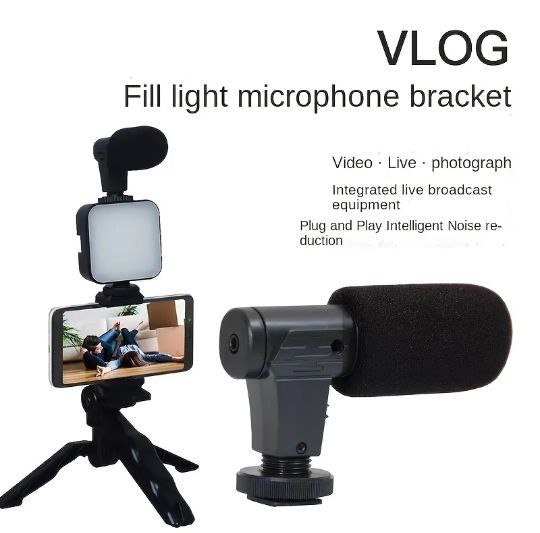 VLOG
Fill light microphone bracket
Video · Live · photograph
Integrated live broadcast
equipment
Plug and Play Intelligent Noise re-
duction